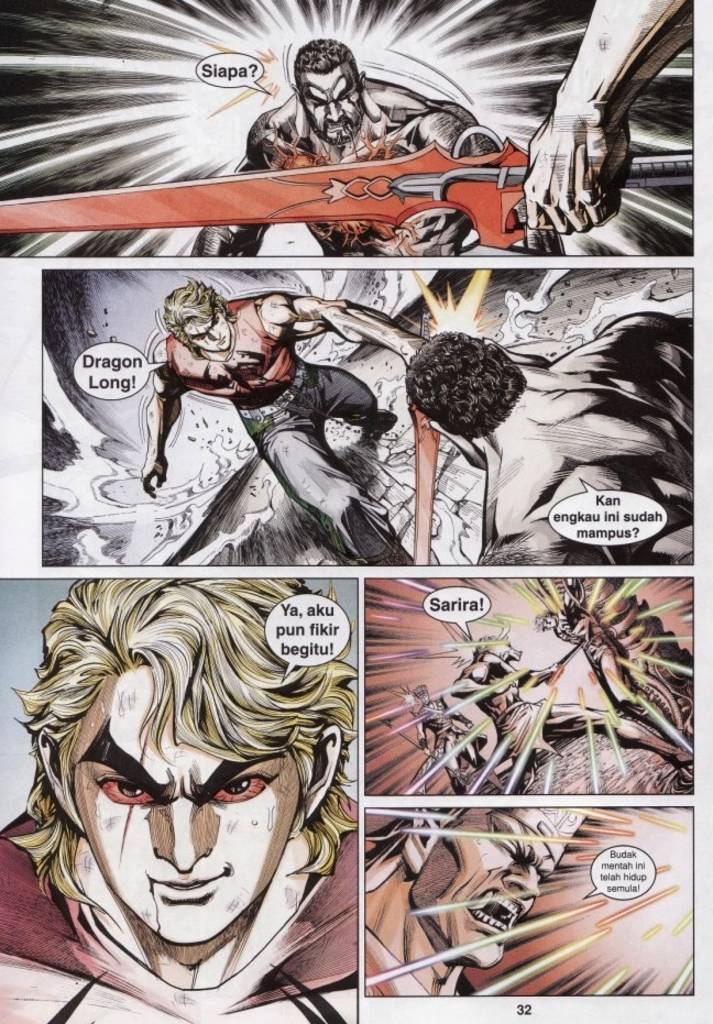 Siapa?
Dragon
Long!
Kan
engkau ini sudah
mampus?
Ya, aku
pun fikir
begitu!
Sarira!
Budak
mentah ini
telah hidup
semula!
32